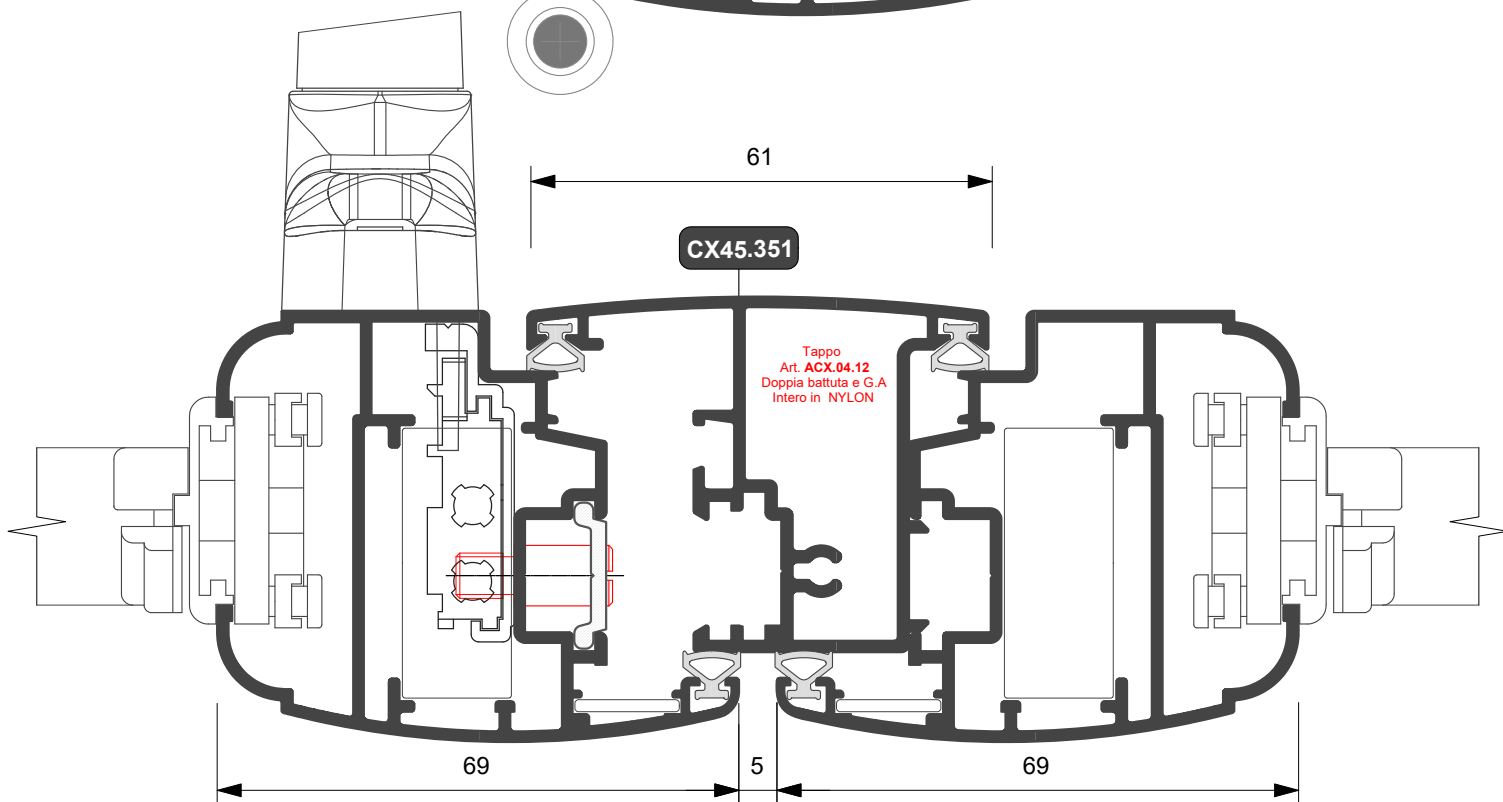 61
CX45.351
Tappo
Art. ACX.04.12
Doppia battuta e G.A
Intero in NYLON
69
5
69